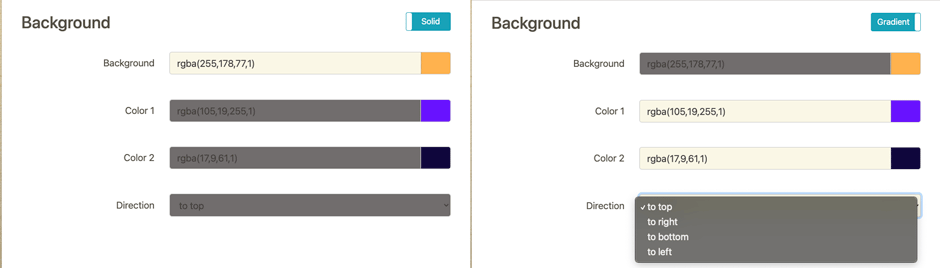 Background
Solid
Background
rgba(255,178,77,1)
Color 1
rgba(105,19,255,1)
Color 2
rgba(17,9,61,1)
Direction
to top
Background
Gradient
Background
rgba(255,178,77,1)
Color 1
rgba(105,19,255,1)
Color 2
rgba(17,9,61,1)
Direction
✓ to top
to right
to bottom
to left